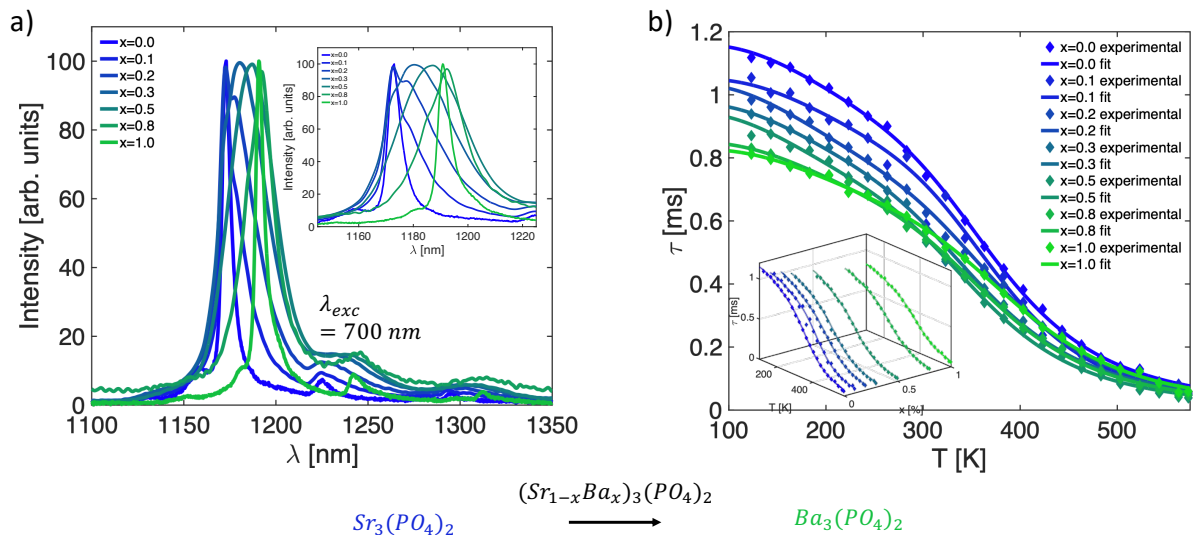 a)
x=0.0
x=0.1
x=0.2
x=0.3
x=0.5
x=0.8
x=1.0
Intensity [arb. units]
100
80
60
40
20
0
1100
1150
1200
1250
1300
1350
λ [nm]
λexc
= 700 nm
x=0.0
x=0.1
x=0.2
x=0.3
x=0.5
x=0.8
x=1.0
Intensity [arb. units]
100
80
60
40
20
0
1160
1180
1200
1220
λ [nm]
b)
τ [ms]
1.2
1
0.8
0.6
0.4
0.2
0
100
200
300
400
500
T [K]
x=0.0 experimental
x=0.0 fit
x=0.1 experimental
x=0.1 fit
x=0.2 experimental
x=0.2 fit
x=0.3 experimental
x=0.3 fit
x=0.5 experimental
x=0.5 fit
x=0.8 experimental
x=0.8 fit
x=1.0 experimental
x=1.0 fit
τ [ms]
1
0.5
0
200
400
T [K]
0
0.5
1
x [%]
(Sr1−xBax)3(PO4)2
Sr3(PO4)2
Ba3(PO4)2